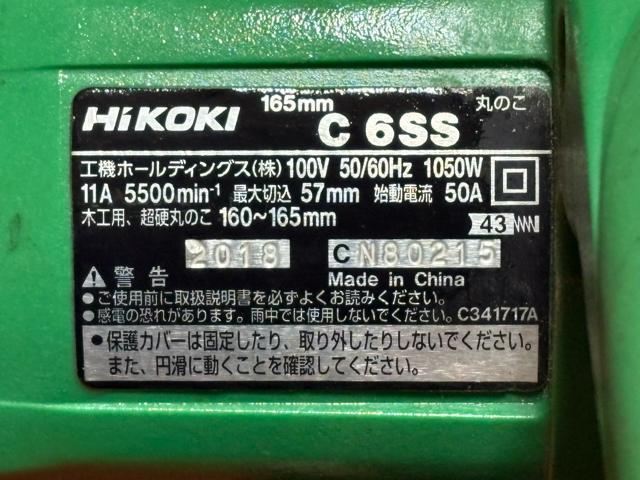 165mm 丸のこ
HiKOKI C 6SS
工機ホールディングス(株) 100V 50/60Hz 1050W
11A 5500min⁻¹ 最大切込 57mm 始動電流 50A
木工用、超硬丸のこ 160〜165mm
43
2018 C N80215
⚠ 警告 Made in China
●ご使用前に取扱説明書を必ずよくお読みください。
●感電の恐れがあります。雨中では使用しないでください。 C341717A
●保護カバーは固定したり、取り外したりしないでください。
また、円滑に動くことを確認してください。